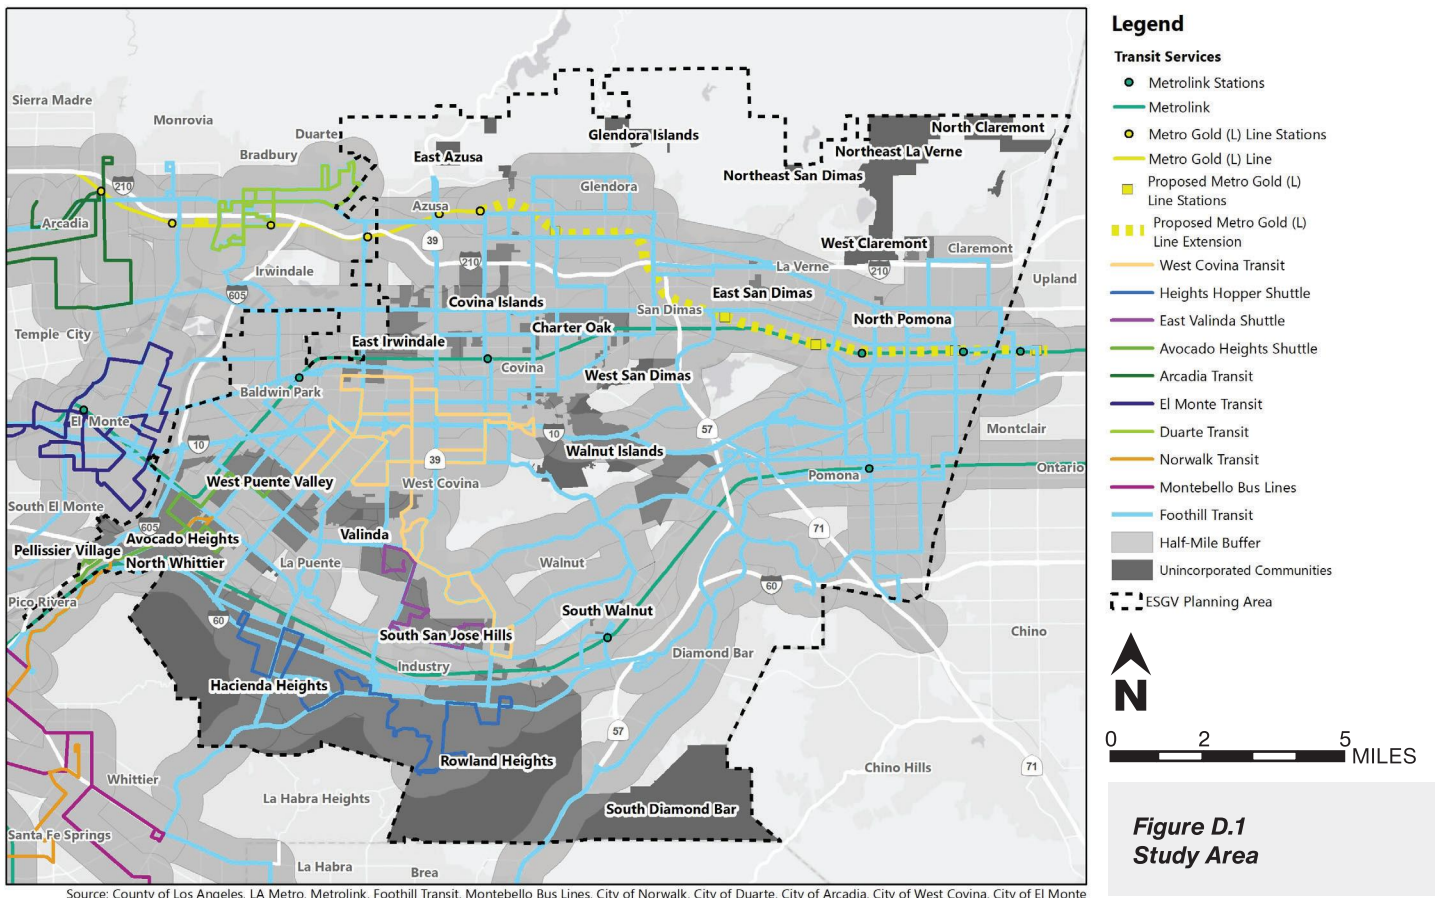 Sierra Madre
Monrovia
Duarte
Bradbury
Glendora Islands
North Claremont
East Azusa
Northeast La Verne
Northeast San Dimas
Glendora
210
Azusa
Arcadia
39
West Claremont
Claremont
210
La Verne
210
Irwindale
Upland
605
Covina Islands
East San Dimas
San Dimas
North Pomona
Temple City
Charter Oak
East Irwindale
Covina
West San Dimas
Baldwin Park
El Monte
10
10
57
Montclair
39
Walnut Islands
Ontario
Pomona
West Puente Valley
West Covina
South El Monte
605
71
Avocado Heights
Valinda
Pellissier Village
North Whittier
La Puente
Walnut
60
Pico Rivera
60
South Walnut
Chino
South San Jose Hills
Diamond Bar
Industry
Hacienda Heights
57
Rowland Heights
Chino Hills
71
Whittier
La Habra Heights
South Diamond Bar
Santa Fe Springs
La Habra
Brea
Source: County of Los Angeles, LA Metro, Metrolink, Foothill Transit, Montebello Bus Lines, City of Norwalk, City of Duarte, City of Arcadia, City of West Covina, City of El Monte
Legend
Transit Services
Metrolink Stations
Metrolink
Metro Gold (L) Line Stations
Metro Gold (L) Line
Proposed Metro Gold (L)
Line Stations
Proposed Metro Gold (L)
Line Extension
West Covina Transit
Heights Hopper Shuttle
East Valinda Shuttle
Avocado Heights Shuttle
Arcadia Transit
El Monte Transit
Duarte Transit
Norwalk Transit
Montebello Bus Lines
Foothill Transit
Half-Mile Buffer
Unincorporated Communities
ESGV Planning Area
N
0 2 5
MILES
Figure D.1
Study Area